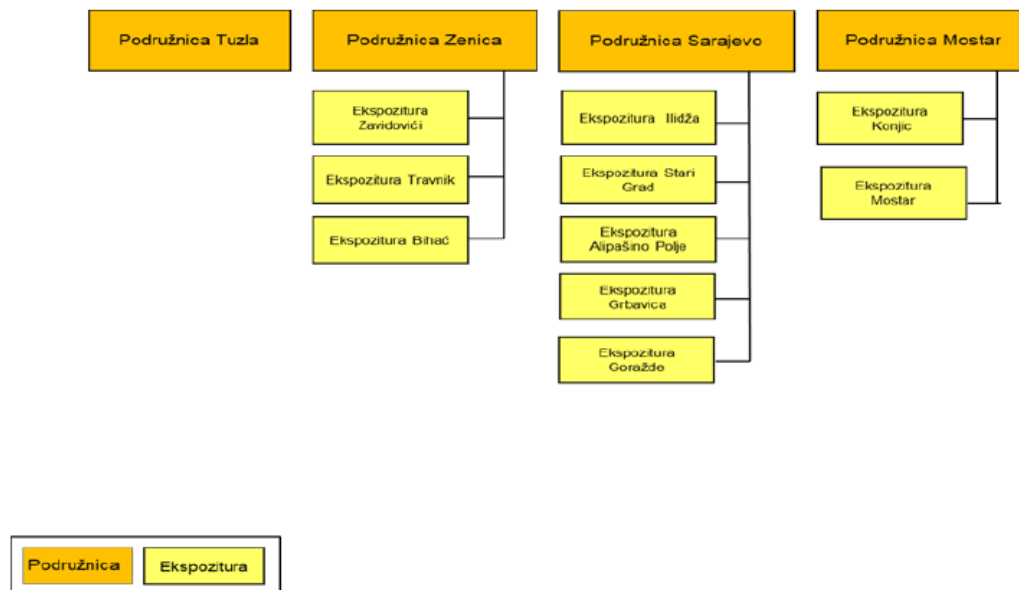 Podružnica Tuzla
Podružnica Zenica
Podružnica Sarajevo
Podružnica Mostar
Ekspozitura
Zavidovići
Ekspozitura Travnik
Ekspozitura Bihać
Ekspozitura Ilidža
Ekspozitura Stari
Grad
Ekspozitura
Alipašino Polje
Ekspozitura
Grbavica
Ekspozitura
Goražde
Ekspozitura
Konjic
Ekspozitura
Mostar
Podružnica
Ekspozitura